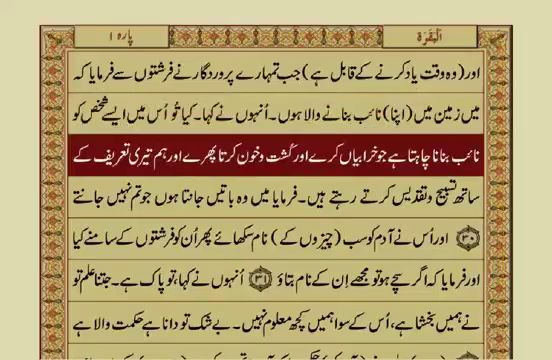 پارہ ۱
اَلْبَقَرَة
اور (وہ وقت یاد کرنے کے قابل ہے) جب تمہارے پروردگار نے فرشتوں سے فرمایا کہ
میں زمین میں (اپنا) نائب بنانے والا ہوں۔ اُنہوں نے کہا۔ کیا تُو اُس میں ایسے شخص کو
نائب بنانا چاہتا ہے جو خرابیاں کرے اور کُشت و خون کرتا پھرے اور ہم تیری تعریف کے
ساتھ تسبیح و تقدیس کرتے رہتے ہیں۔ فرمایا میں وہ باتیں جانتا ہوں جو تم نہیں جانتے
﴿۳۰﴾ اور اُس نے آدم کو سب (چیزوں کے) نام سکھائے پھر اُن کو فرشتوں کے سامنے کیا
اور فرمایا کہ اگر سچے ہو تو مجھے اِن کے نام بتاؤ ﴿۳۱﴾ اُنہوں نے کہا، تو پاک ہے۔ جتنا علم تو
نے ہمیں بخشا ہے، اُس کے سوا ہمیں کچھ معلوم نہیں۔ بے شک تو دانا ہے حکمت والا ہے